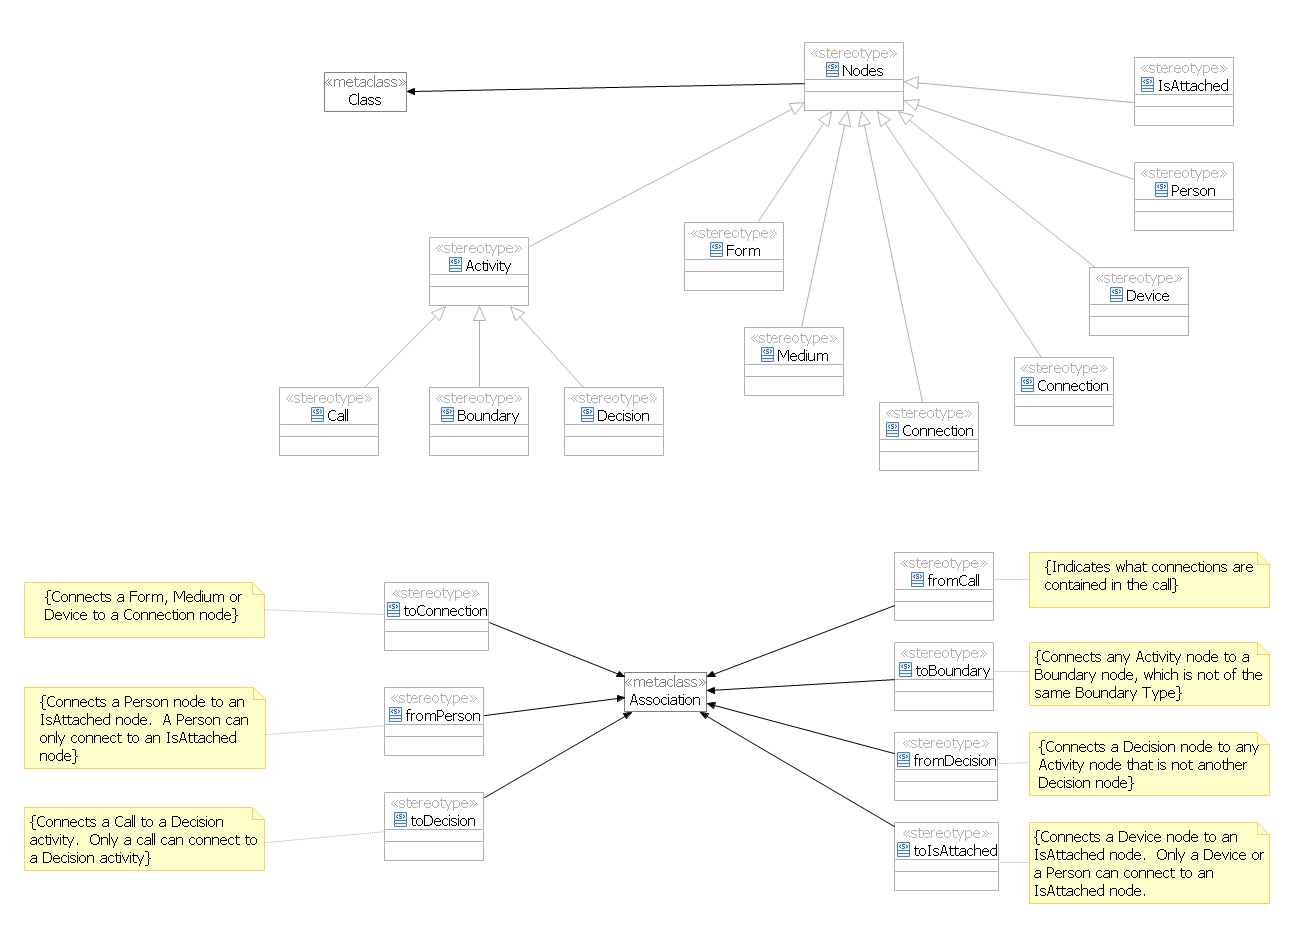 «stereotype»
Nodes
«metaclass»
Class
«stereotype»
IsAttached
«stereotype»
Person
«stereotype»
Form
«stereotype»
Activity
«stereotype»
Device
«stereotype»
Medium
«stereotype»
Connection
«stereotype»
Call
«stereotype»
Boundary
«stereotype»
Decision
«stereotype»
Connection
{Connects a Form, Medium or
Device to a Connection node}
«stereotype»
toConnection
«stereotype»
fromCall
{Indicates what connections are
contained in the call}
«metaclass»
Association
«stereotype»
toBoundary
{Connects any Activity node to a
Boundary node, which is not of the
same Boundary Type}
{Connects a Person node to an
IsAttached node.  A Person can
only connect to an IsAttached
node}
«stereotype»
fromPerson
«stereotype»
fromDecision
{Connects a Decision node to any
Activity node that is not another
Decision node}
{Connects a Call to a Decision
activity.  Only a call can connect to
a Decision activity}
«stereotype»
toDecision
«stereotype»
toIsAttached
{Connects a Device node to an
IsAttached node.  Only a Device or
a Person can connect to an
IsAttached node.